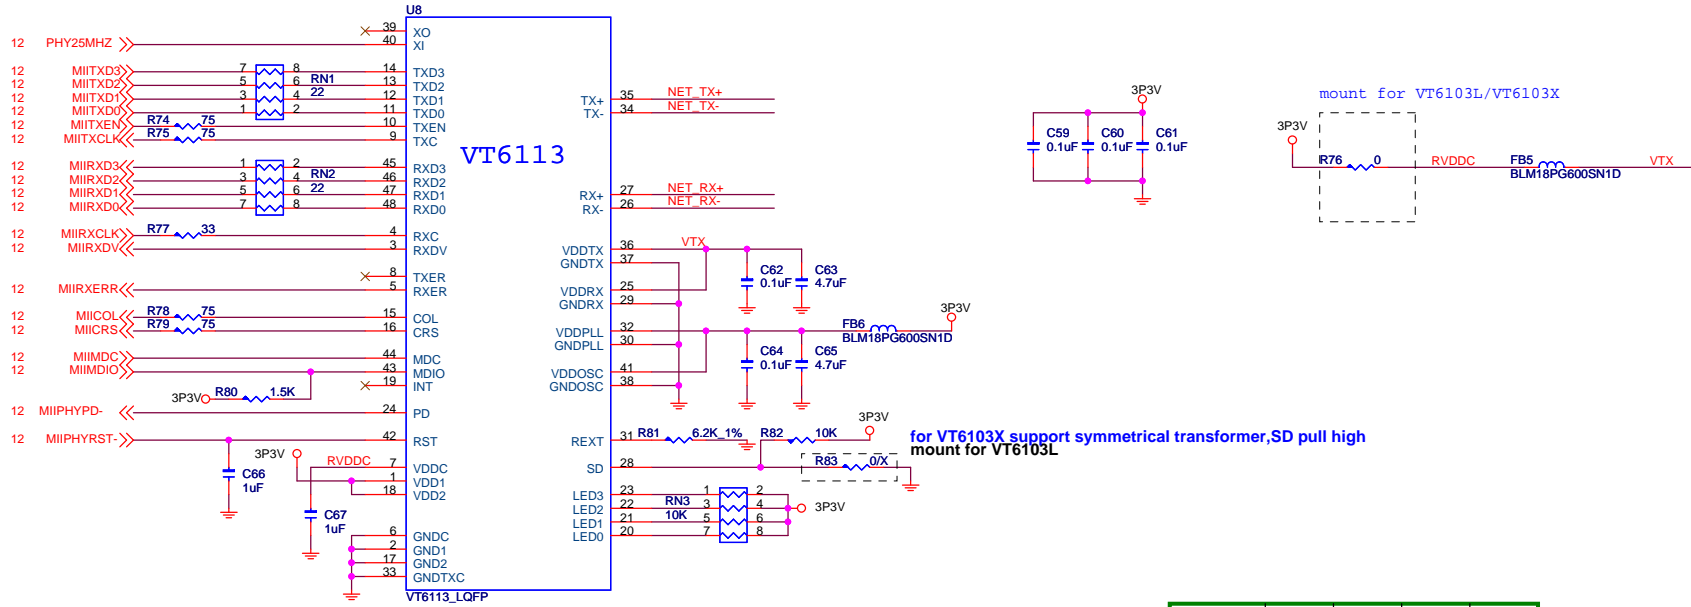 U8
12 PHY25MHZ 39 XO
40 XI
12 MIITXD3 7 8 14 TXD3
12 MIITXD2 5 6 RN1 13 TXD2
12 MIITXD1 3 4 22 12 TXD1
12 MIITXD0 1 2 11 TXD0
12 MIITXEN R74 75 10 TXEN
12 MIITXCLK R75 75 9 TXC
12 MIIRXD3 1 2 45 RXD3
12 MIIRXD2 3 4 RN2 46 RXD2
12 MIIRXD1 5 6 22 47 RXD1
12 MIIRXD0 7 8 48 RXD0
12 MIIRXCLK R77 33 4 RXC
12 MIIRXDV 3 RXDV
8 TXER
12 MIIRXERR 5 RXER
12 MIICOL R78 75 15 COL
12 MIICRS R79 75 16 CRS
12 MIIMDC 44 MDC
12 MIIMDIO 43 MDIO
19 INT
3P3V R80 1.5K
12 MIIPHYPD- 24 PD
12 MIIPHYRST- 42 RST
3P3V RVDDC 7 VDDC
C66 1 VDD1
1uF 18 VDD2
C67
1uF
6 GNDC
2 GND1
17 GND2
33 GNDTXC
VT6113_LQFP
VT6113
TX+ 35 NET_TX+
TX- 34 NET_TX-
RX+ 27 NET_RX+
RX- 26 NET_RX-
VDDTX 36 VTX
GNDTX 37
C62 C63
0.1uF 4.7uF
VDDRX 25
GNDRX 29
3P3V
VDDPLL 32 FB6
GNDPLL 30 BLM18PG600SN1D
C64 C65
0.1uF 4.7uF
VDDOSC 41
GNDOSC 38
3P3V
REXT 31 R81 6.2K_1% R82 10K
for VT6103X support symmetrical transformer,SD pull high
mount for VT6103L
SD 28 R83 0/X
LED3 23 1 2
LED2 22 RN3 3 4 3P3V
LED1 21 10K 5 6
LED0 20 7 8
3P3V
C59 C60 C61
0.1uF 0.1uF 0.1uF
mount for VT6103L/VT6103X
3P3V
R76 0 RVDDC FB5 VTX
BLM18PG600SN1D